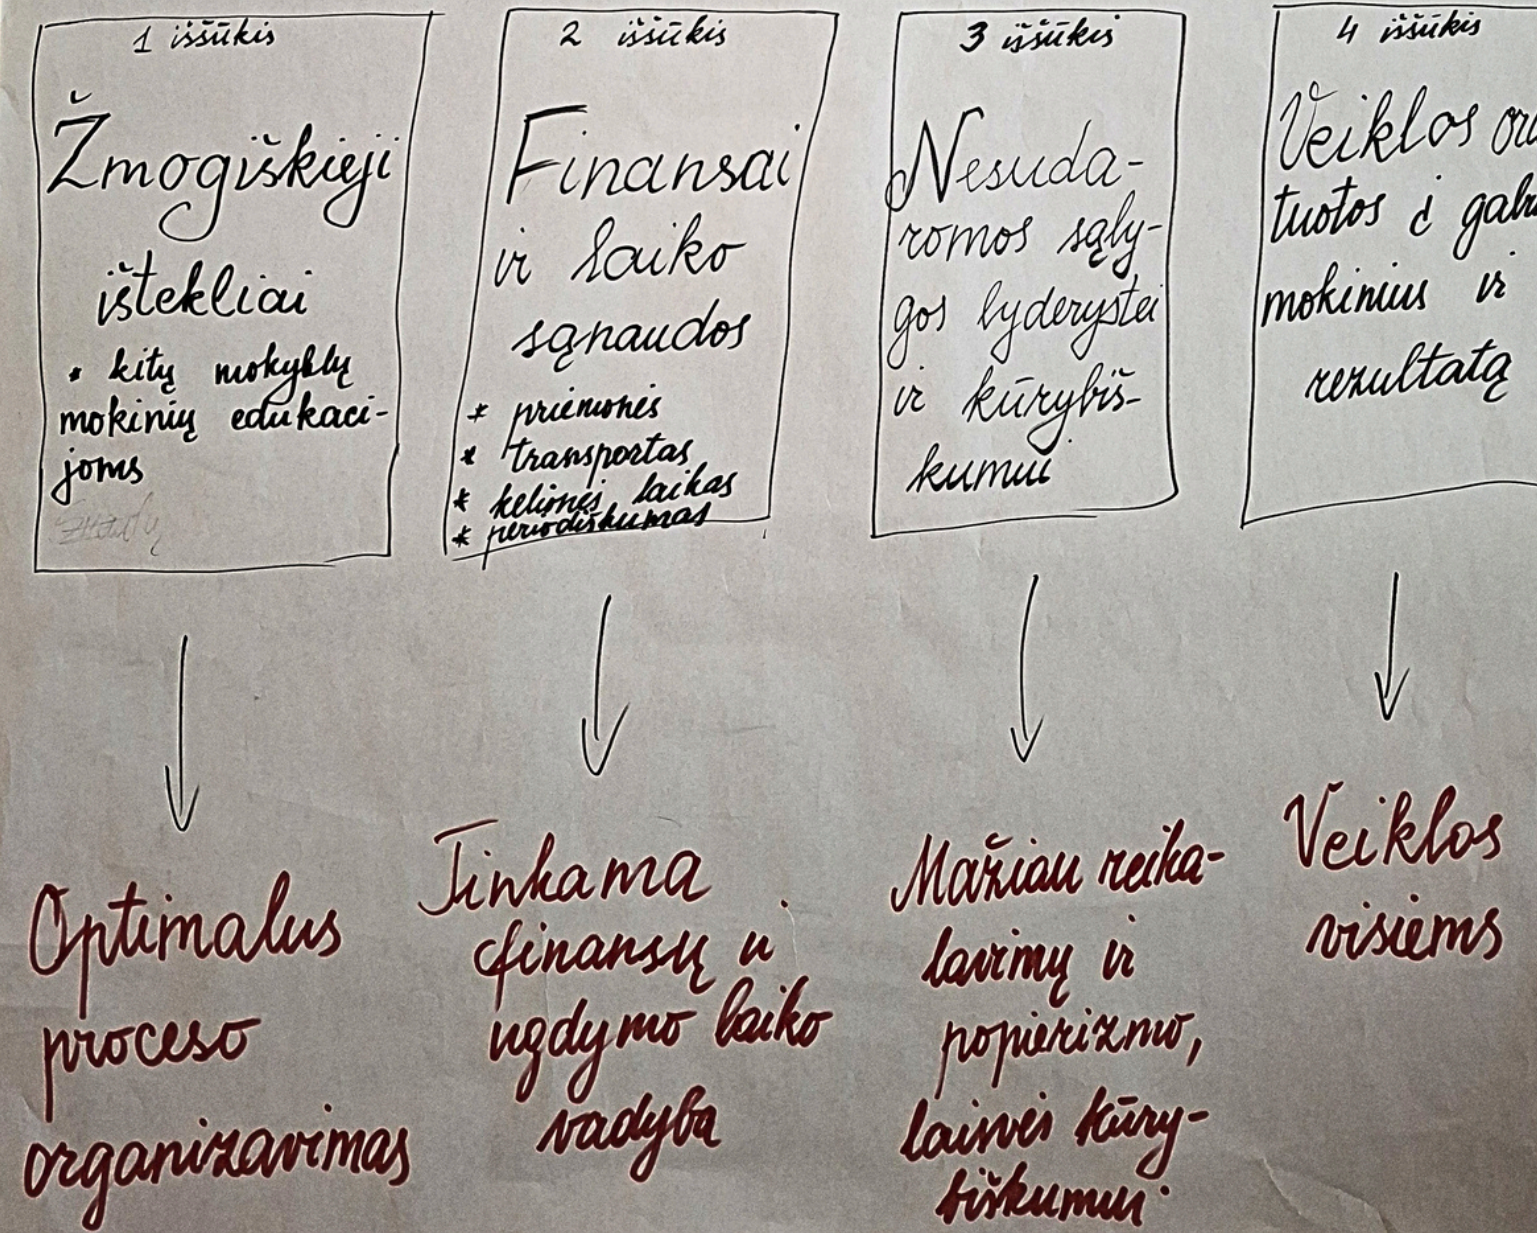 1 iššūkis
Žmogiškieji
ištekliai
* kitų mokyklų
mokinių edukaci-
joms
2 iššūkis
Finansai
ir laiko
sąnaudos
* priemonės
* transportas
* kelionės laikas
* periodiškumas
3 iššūkis
Nesuda-
romos sąly-
gos lyderystei
ir kūrybiš-
kumui
4 iššūkis
Veiklos
tuotos į
mokinius ir
rezultatą
Optimalus
proceso
organizavimas
Tinkama
finansų ir
ugdymo laiko
vadyba
Mažiau reika-
lavimų ir
popierizmo,
laisvės kūry-
biškumui
Veiklos
visiems